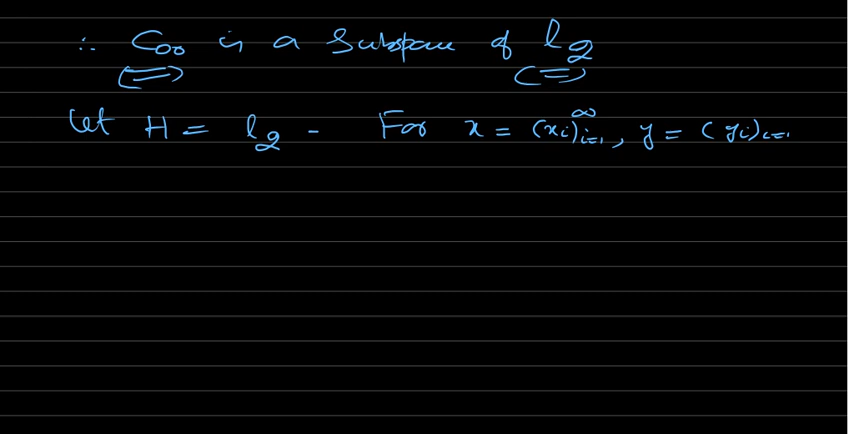 ∴ C₀₀ is a subspace of l₂
Let H = l₂ - For x = (xᵢ)ᵢ₌₁^∞, y = (yᵢ)ᵢ₌₁